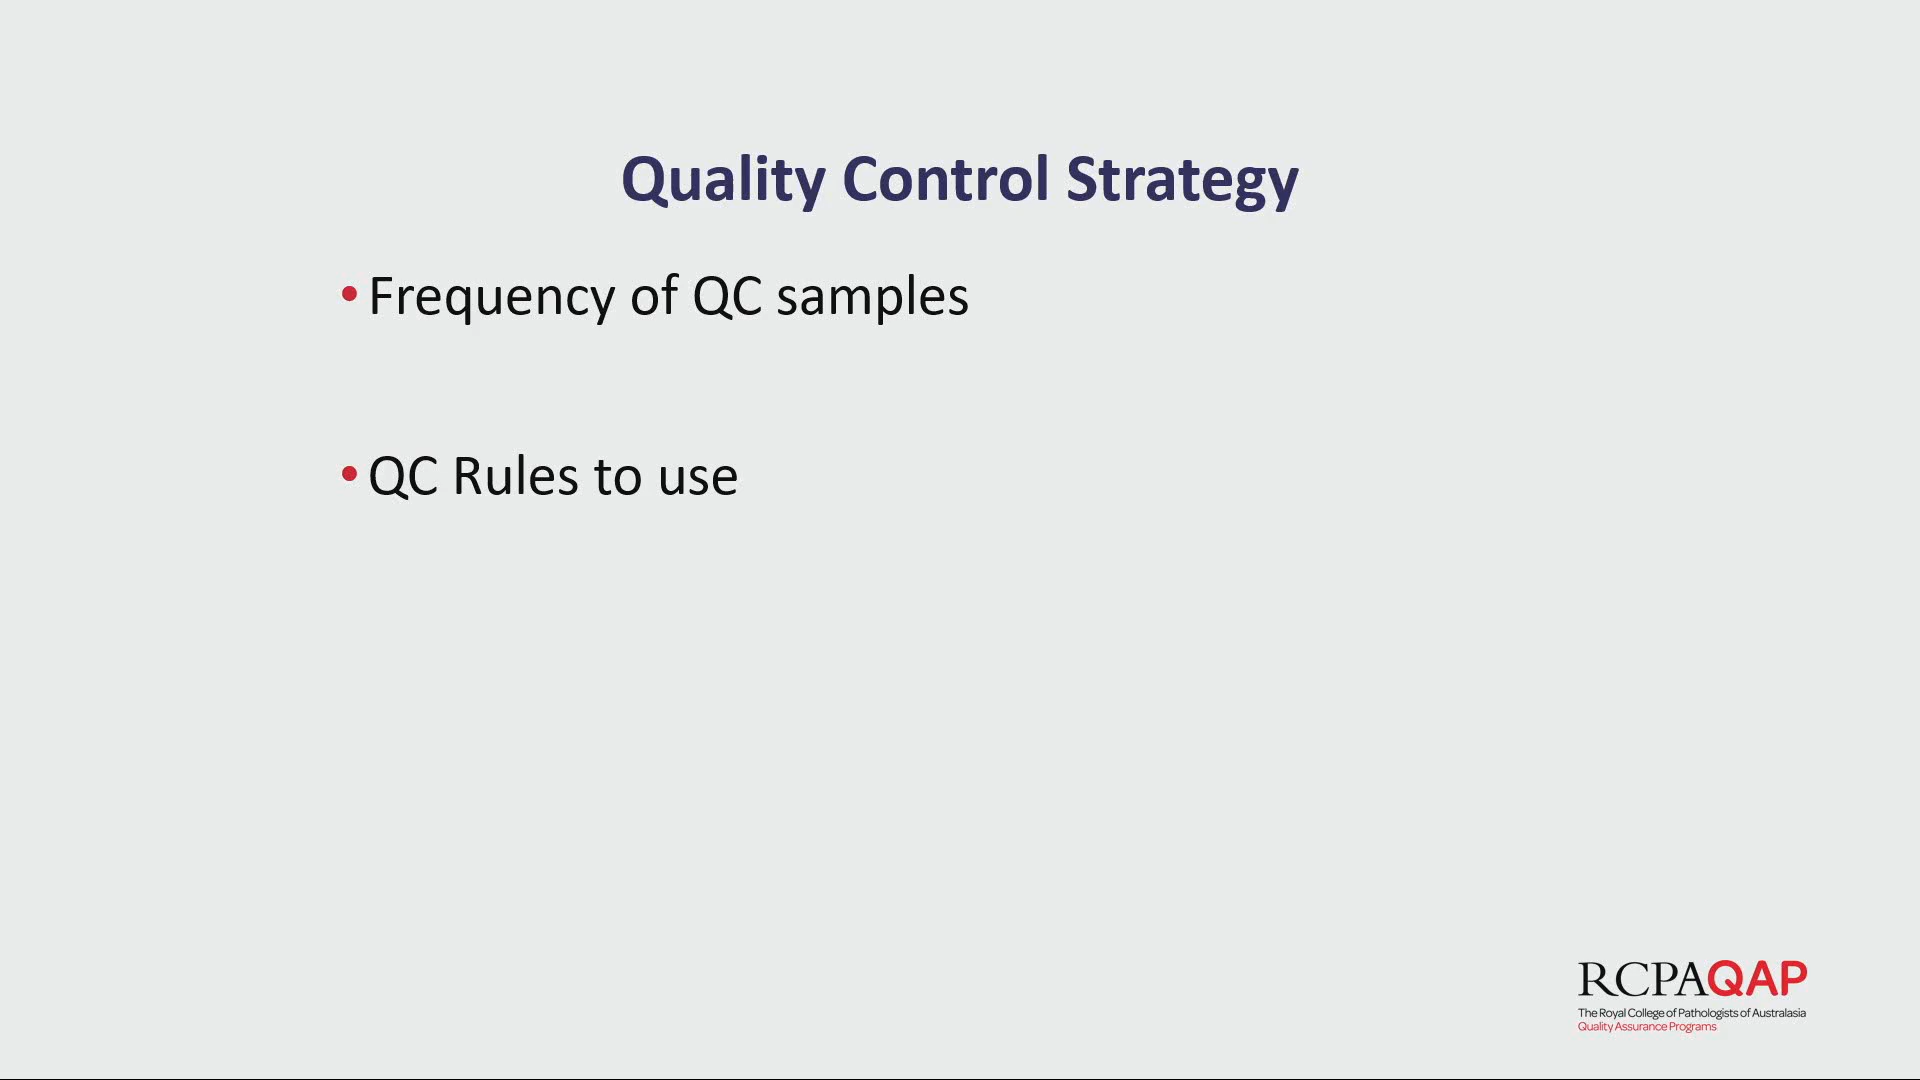 Quality Control Strategy
• Frequency of QC samples
• QC Rules to use
RCPAQAP
The Royal College of Pathologists of Australasia
Quality Assurance Programs